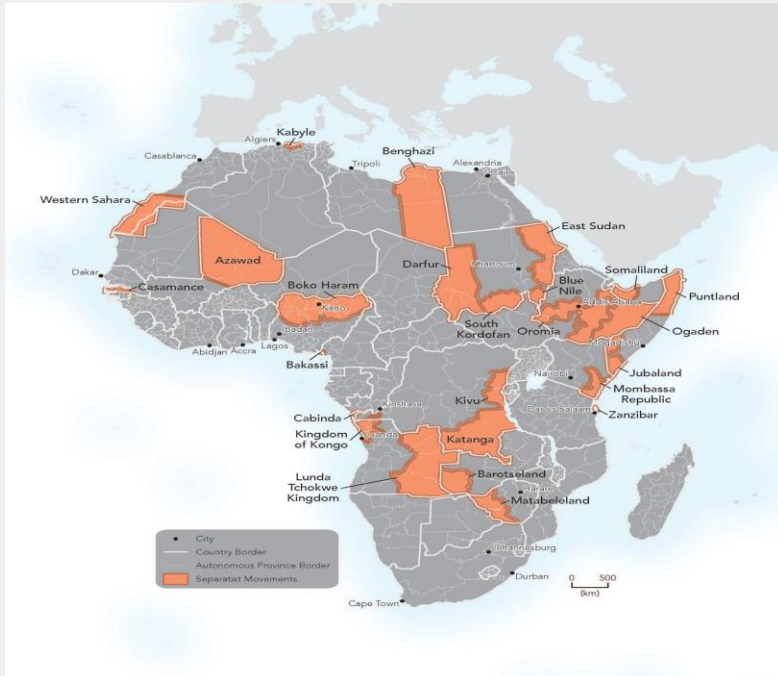 Algiers
Kabyle
Casablanca
Tripoli
Benghazi
Alexandria
Cairo
Western Sahara
Azawad
East Sudan
Dakar
Casamance
Boko Haram
Kano
Darfur
Khartoum
Blue
Nile
Somaliland
Puntland
Addis Ababa
Ibadan
Lagos
Abidjan
Accra
South
Kordofan
Oromia
Ogaden
Bakassi
Nairobi
Jubaland
Mombassa
Republic
Kivu
Dar es Salaam
Zanzibar
Cabinda
Kinshasa
Kingdom
of Kongo
Luanda
Katanga
Lunda
Tchokwe
Kingdom
Barotseland
Matabeleland
Johannesburg
Durban
Cape Town
City
Country Border
Autonomous Province Border
Separatist Movements
0 500
(km)